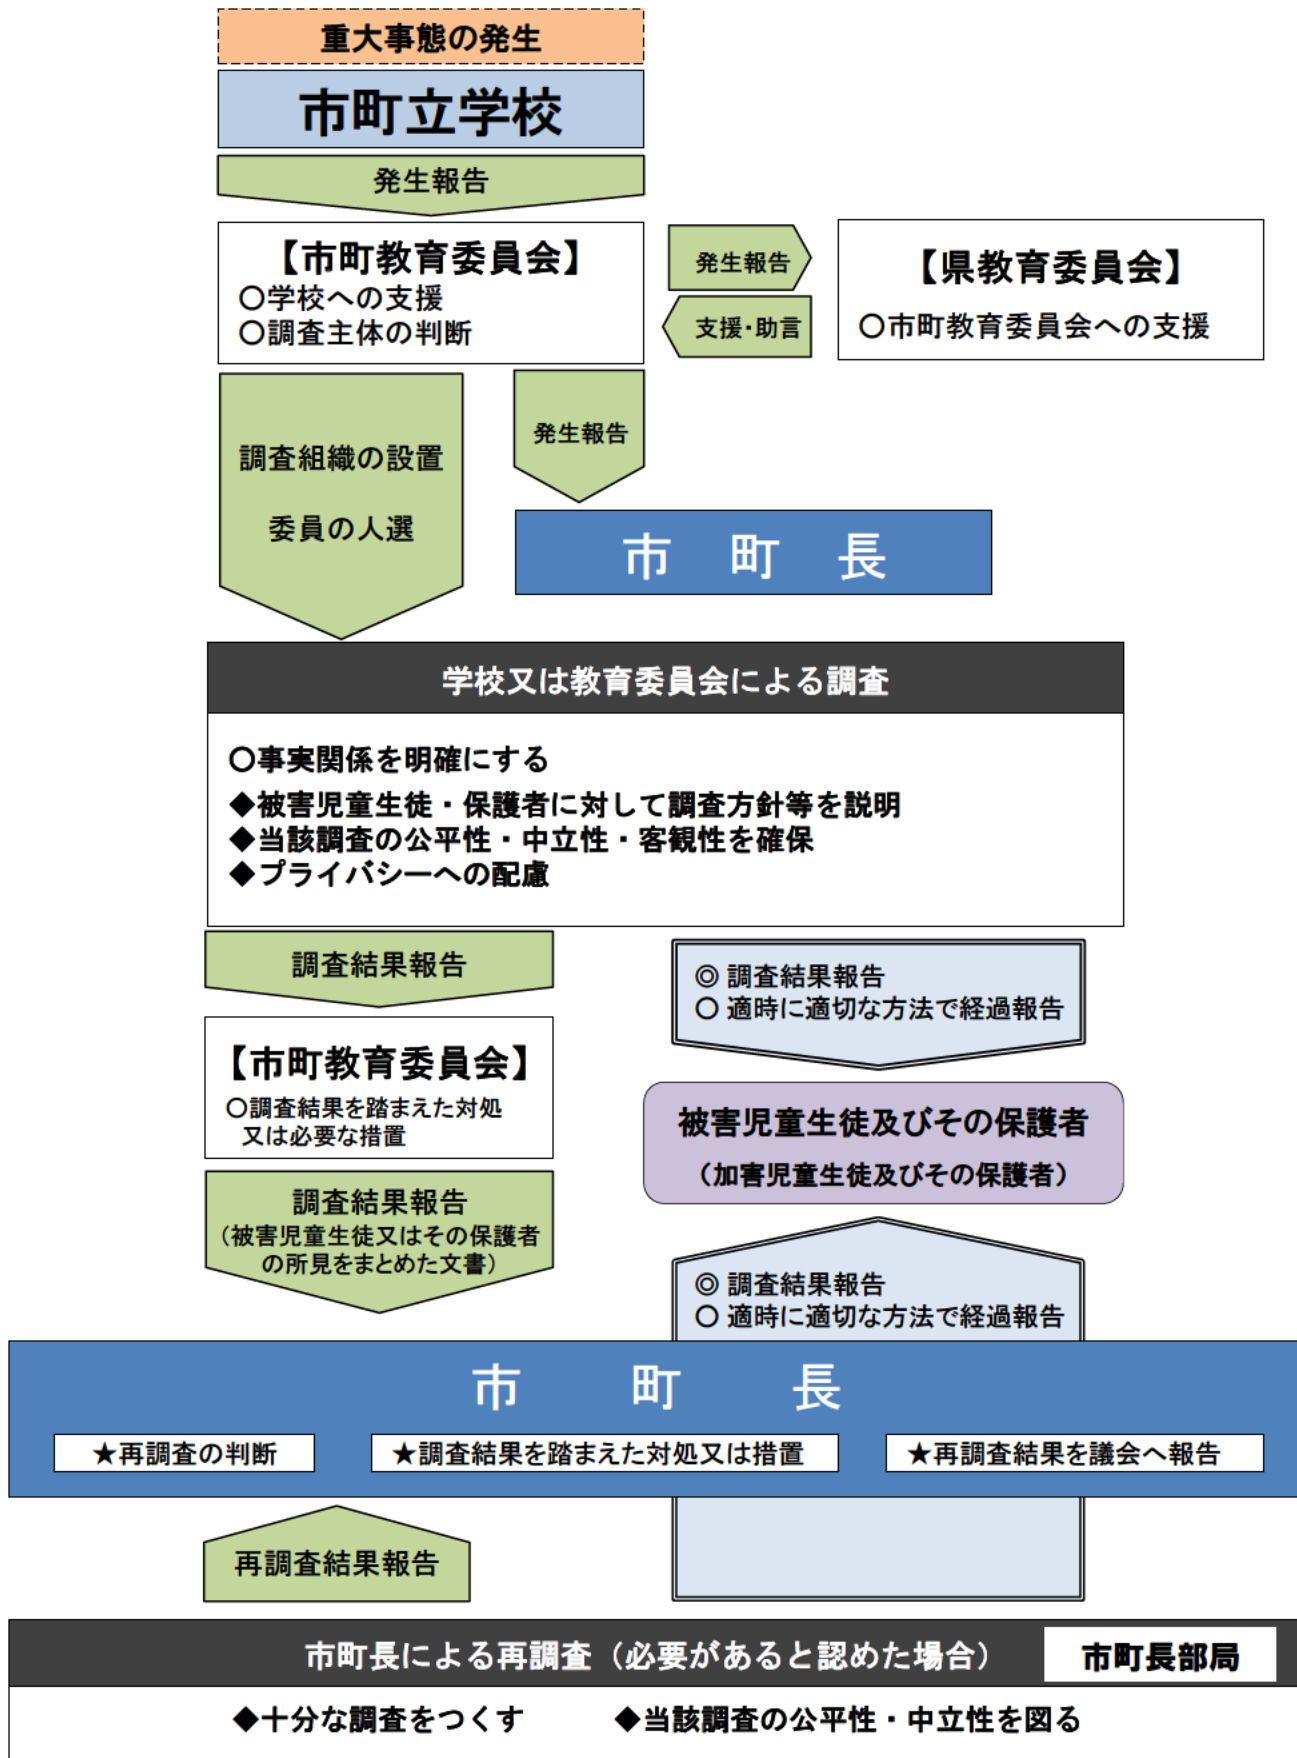 重大事態の発生
市町立学校
発生報告
【市町教育委員会】
○学校への支援
○調査主体の判断
発生報告
支援・助言
【県教育委員会】
○市町教育委員会への支援
調査組織の設置
委員の人選
発生報告
市 町 長
学校又は教育委員会による調査
○事実関係を明確にする
◆被害児童生徒・保護者に対して調査方針等を説明
◆当該調査の公平性・中立性・客観性を確保
◆プライバシーへの配慮
調査結果報告
◎ 調査結果報告
○ 適時に適切な方法で経過報告
【市町教育委員会】
○調査結果を踏まえた対処
又は必要な措置
被害児童生徒及びその保護者
（加害児童生徒及びその保護者）
調査結果報告
（被害児童生徒又はその保護者
の所見をまとめた文書）
◎ 調査結果報告
○ 適時に適切な方法で経過報告
市 町 長
★再調査の判断
★調査結果を踏まえた対処又は措置
★再調査結果を議会へ報告
再調査結果報告
市町長による再調査（必要があると認めた場合）
市町長部局
◆十分な調査をつくす
◆当該調査の公平性・中立性を図る